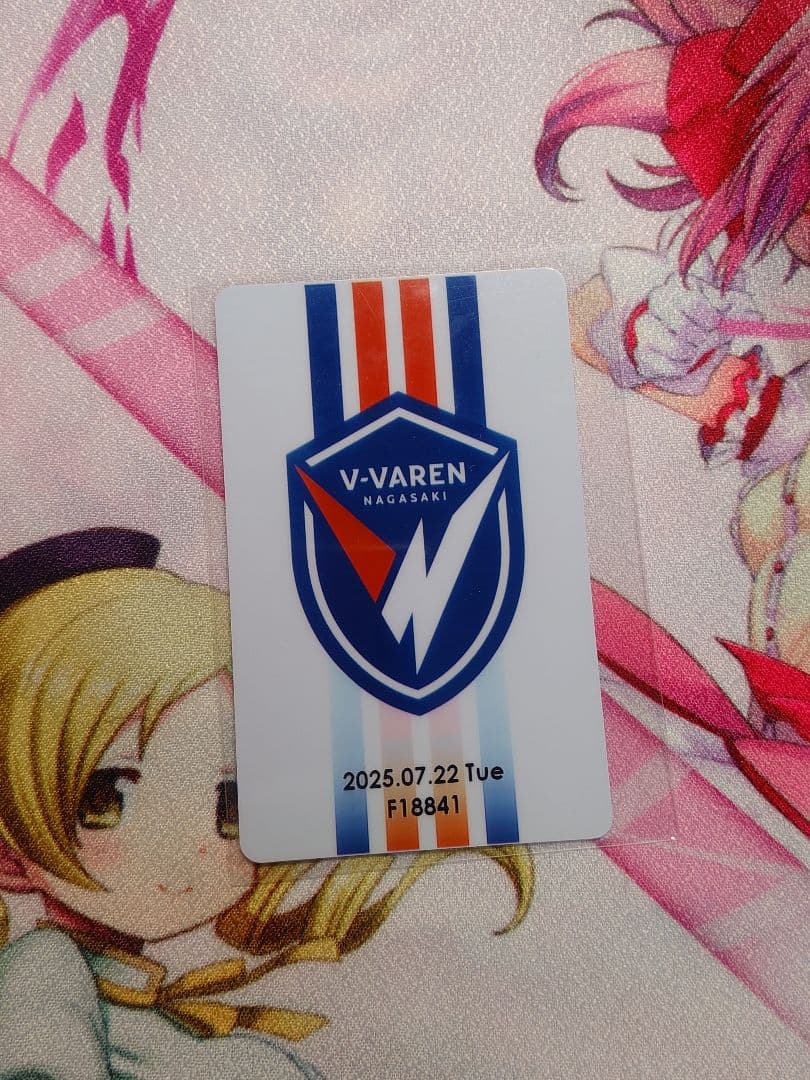 V-VAREN
NAGASAKI
2025.07.22 Tue
F18841